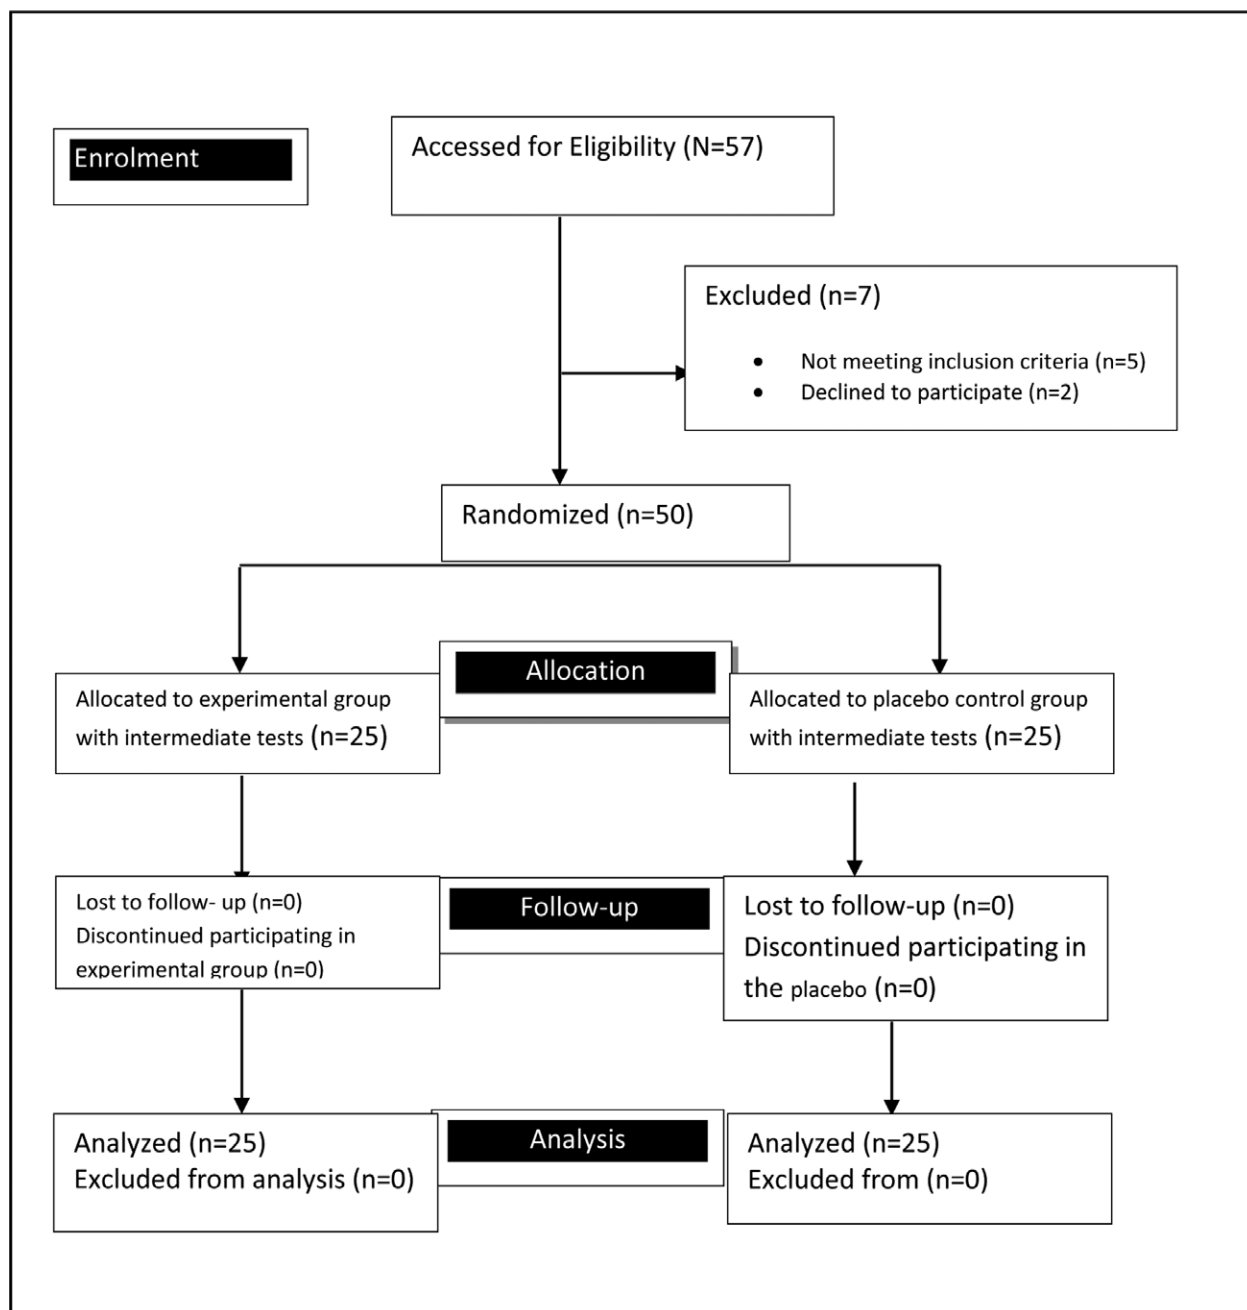 Enrolment
Accessed for Eligibility (N=57)
Excluded (n=7)
• Not meeting inclusion criteria (n=5)
• Declined to participate (n=2)
Randomized (n=50)
Allocation
Allocated to experimental group
with intermediate tests (n=25)
Allocated to placebo control group
with intermediate tests (n=25)
Follow-up
Lost to follow- up (n=0)
Discontinued participating in
experimental group (n=0)
Lost to follow-up (n=0)
Discontinued participating in
the placebo (n=0)
Analysis
Analyzed (n=25)
Excluded from analysis (n=0)
Analyzed (n=25)
Excluded from (n=0)